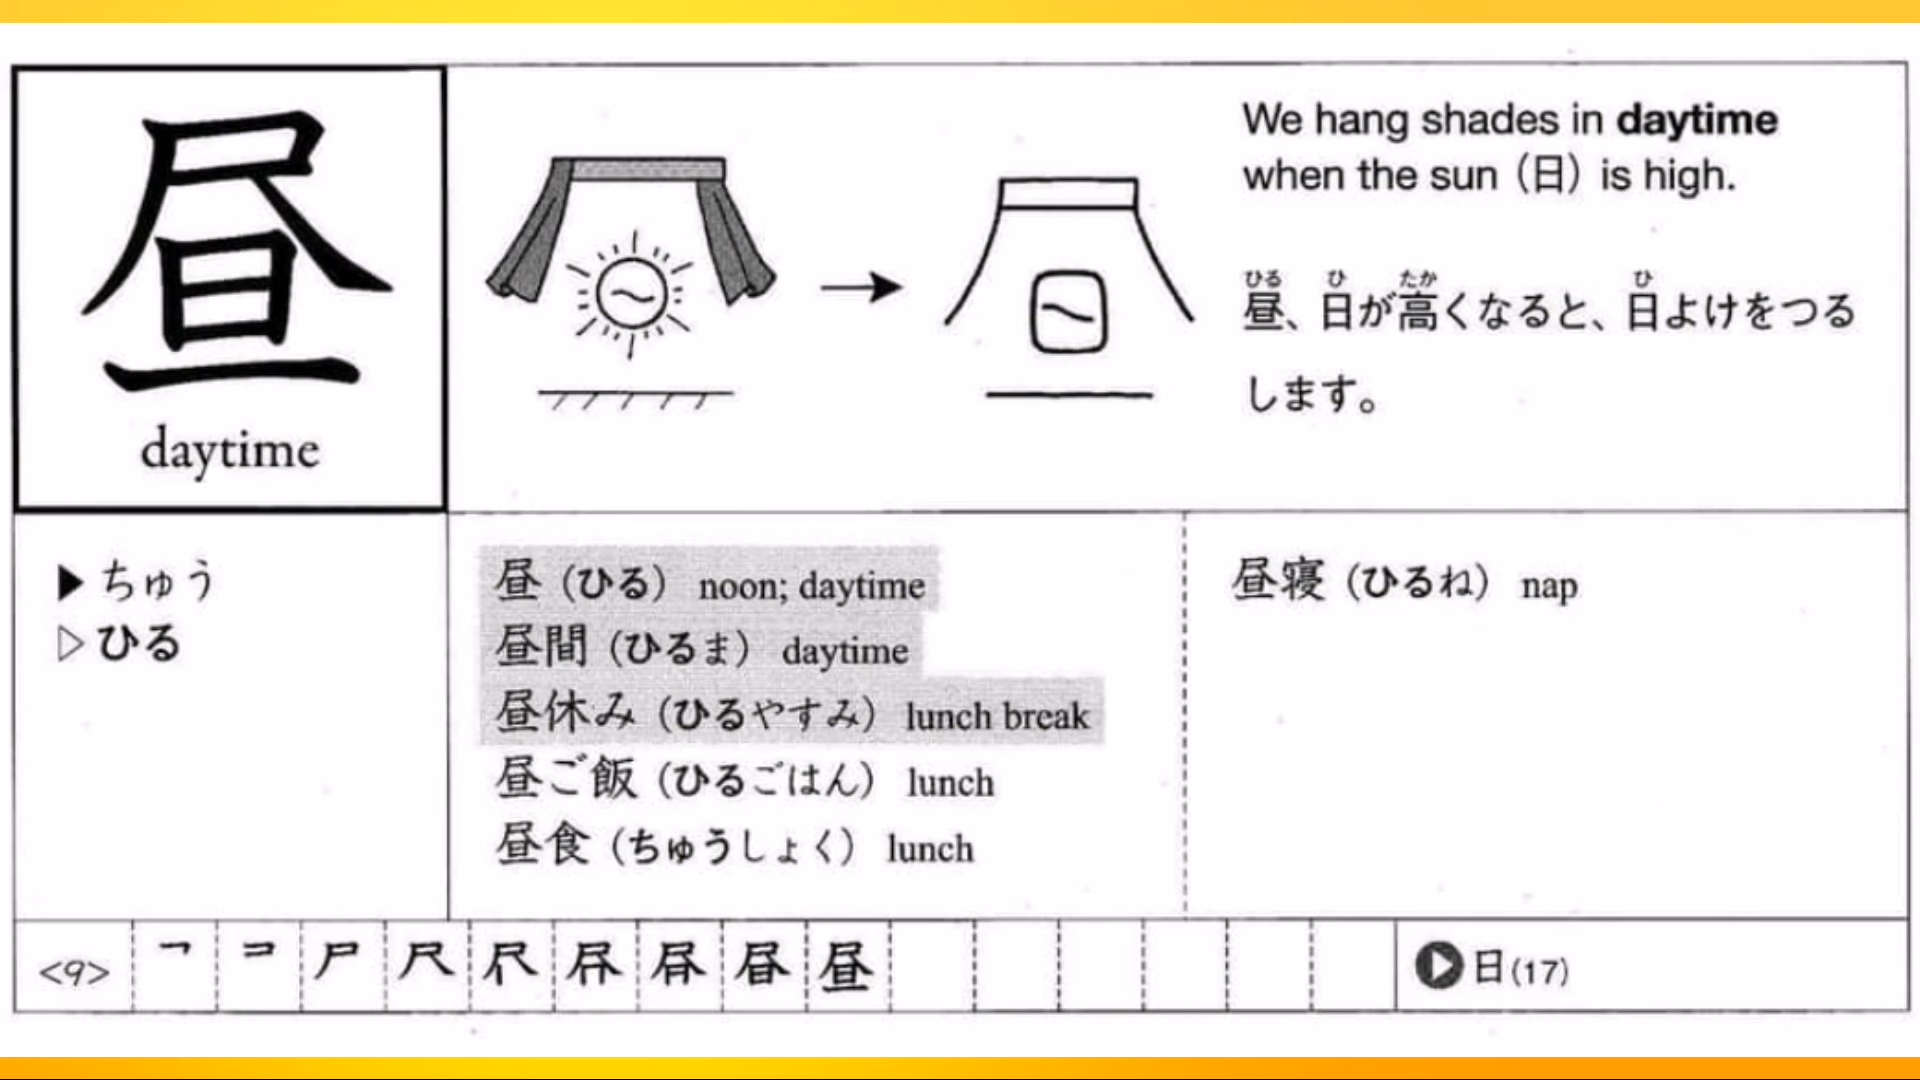 昼
daytime
We hang shades in daytime
when the sun（日）is high.
ひる ひ たか ひ
昼、日が高くなると、日よけをつる
します。
▶ ちゅう
▷ ひる
昼（ひる） noon; daytime
昼間（ひるま） daytime
昼休み（ひるやすみ） lunch break
昼ご飯（ひるごはん） lunch
昼食（ちゅうしょく） lunch
昼寝（ひるね） nap
<9> 昼
日(17)